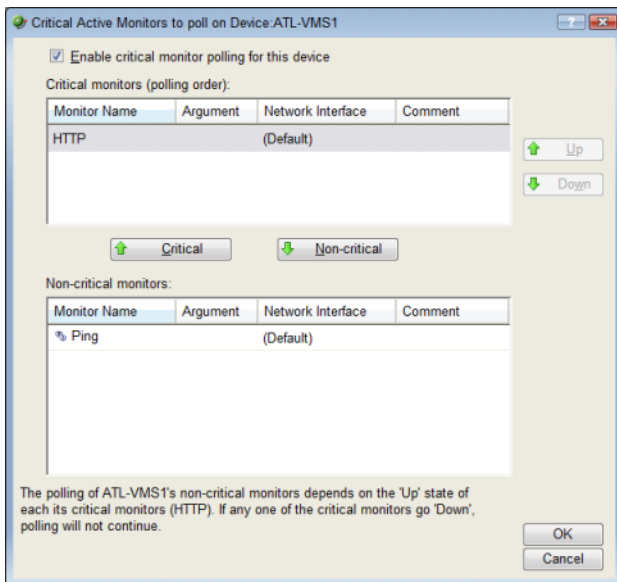 Critical Active Monitors to poll on Device:ATL-VMS1
Enable critical monitor polling for this device
Critical monitors (polling order):
Monitor Name Argument Network Interface Comment
HTTP (Default)
Up
Down
Critical Non-critical
Non-critical monitors:
Monitor Name Argument Network Interface Comment
Ping (Default)
The polling of ATL-VMS1's non-critical monitors depends on the 'Up' state of
each its critical monitors (HTTP). If any one of the critical monitors go 'Down',
polling will not continue.
OK
Cancel